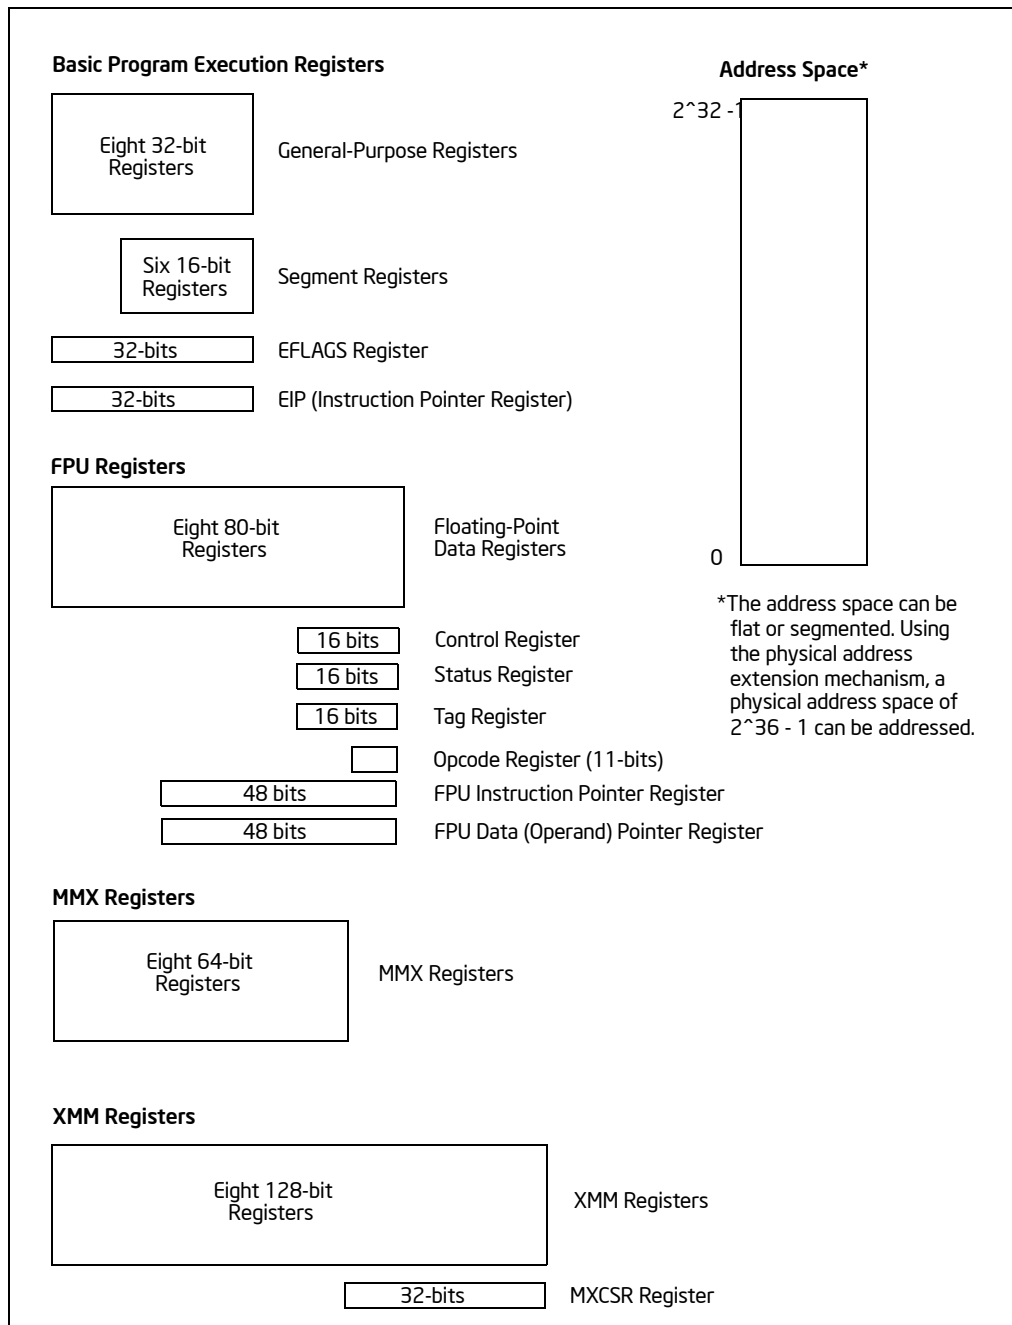 Basic Program Execution Registers
Address Space*
2^32 -1
Eight 32-bit
Registers
General-Purpose Registers
Six 16-bit
Registers
Segment Registers
32-bits
EFLAGS Register
32-bits
EIP (Instruction Pointer Register)
FPU Registers
Eight 80-bit
Registers
Floating-Point
Data Registers
0
*The address space can be
flat or segmented. Using
the physical address
extension mechanism, a
physical address space of
2^36 - 1 can be addressed.
16 bits
Control Register
16 bits
Status Register
16 bits
Tag Register
Opcode Register (11-bits)
48 bits
FPU Instruction Pointer Register
48 bits
FPU Data (Operand) Pointer Register
MMX Registers
Eight 64-bit
Registers
MMX Registers
XMM Registers
Eight 128-bit
Registers
XMM Registers
32-bits
MXCSR Register